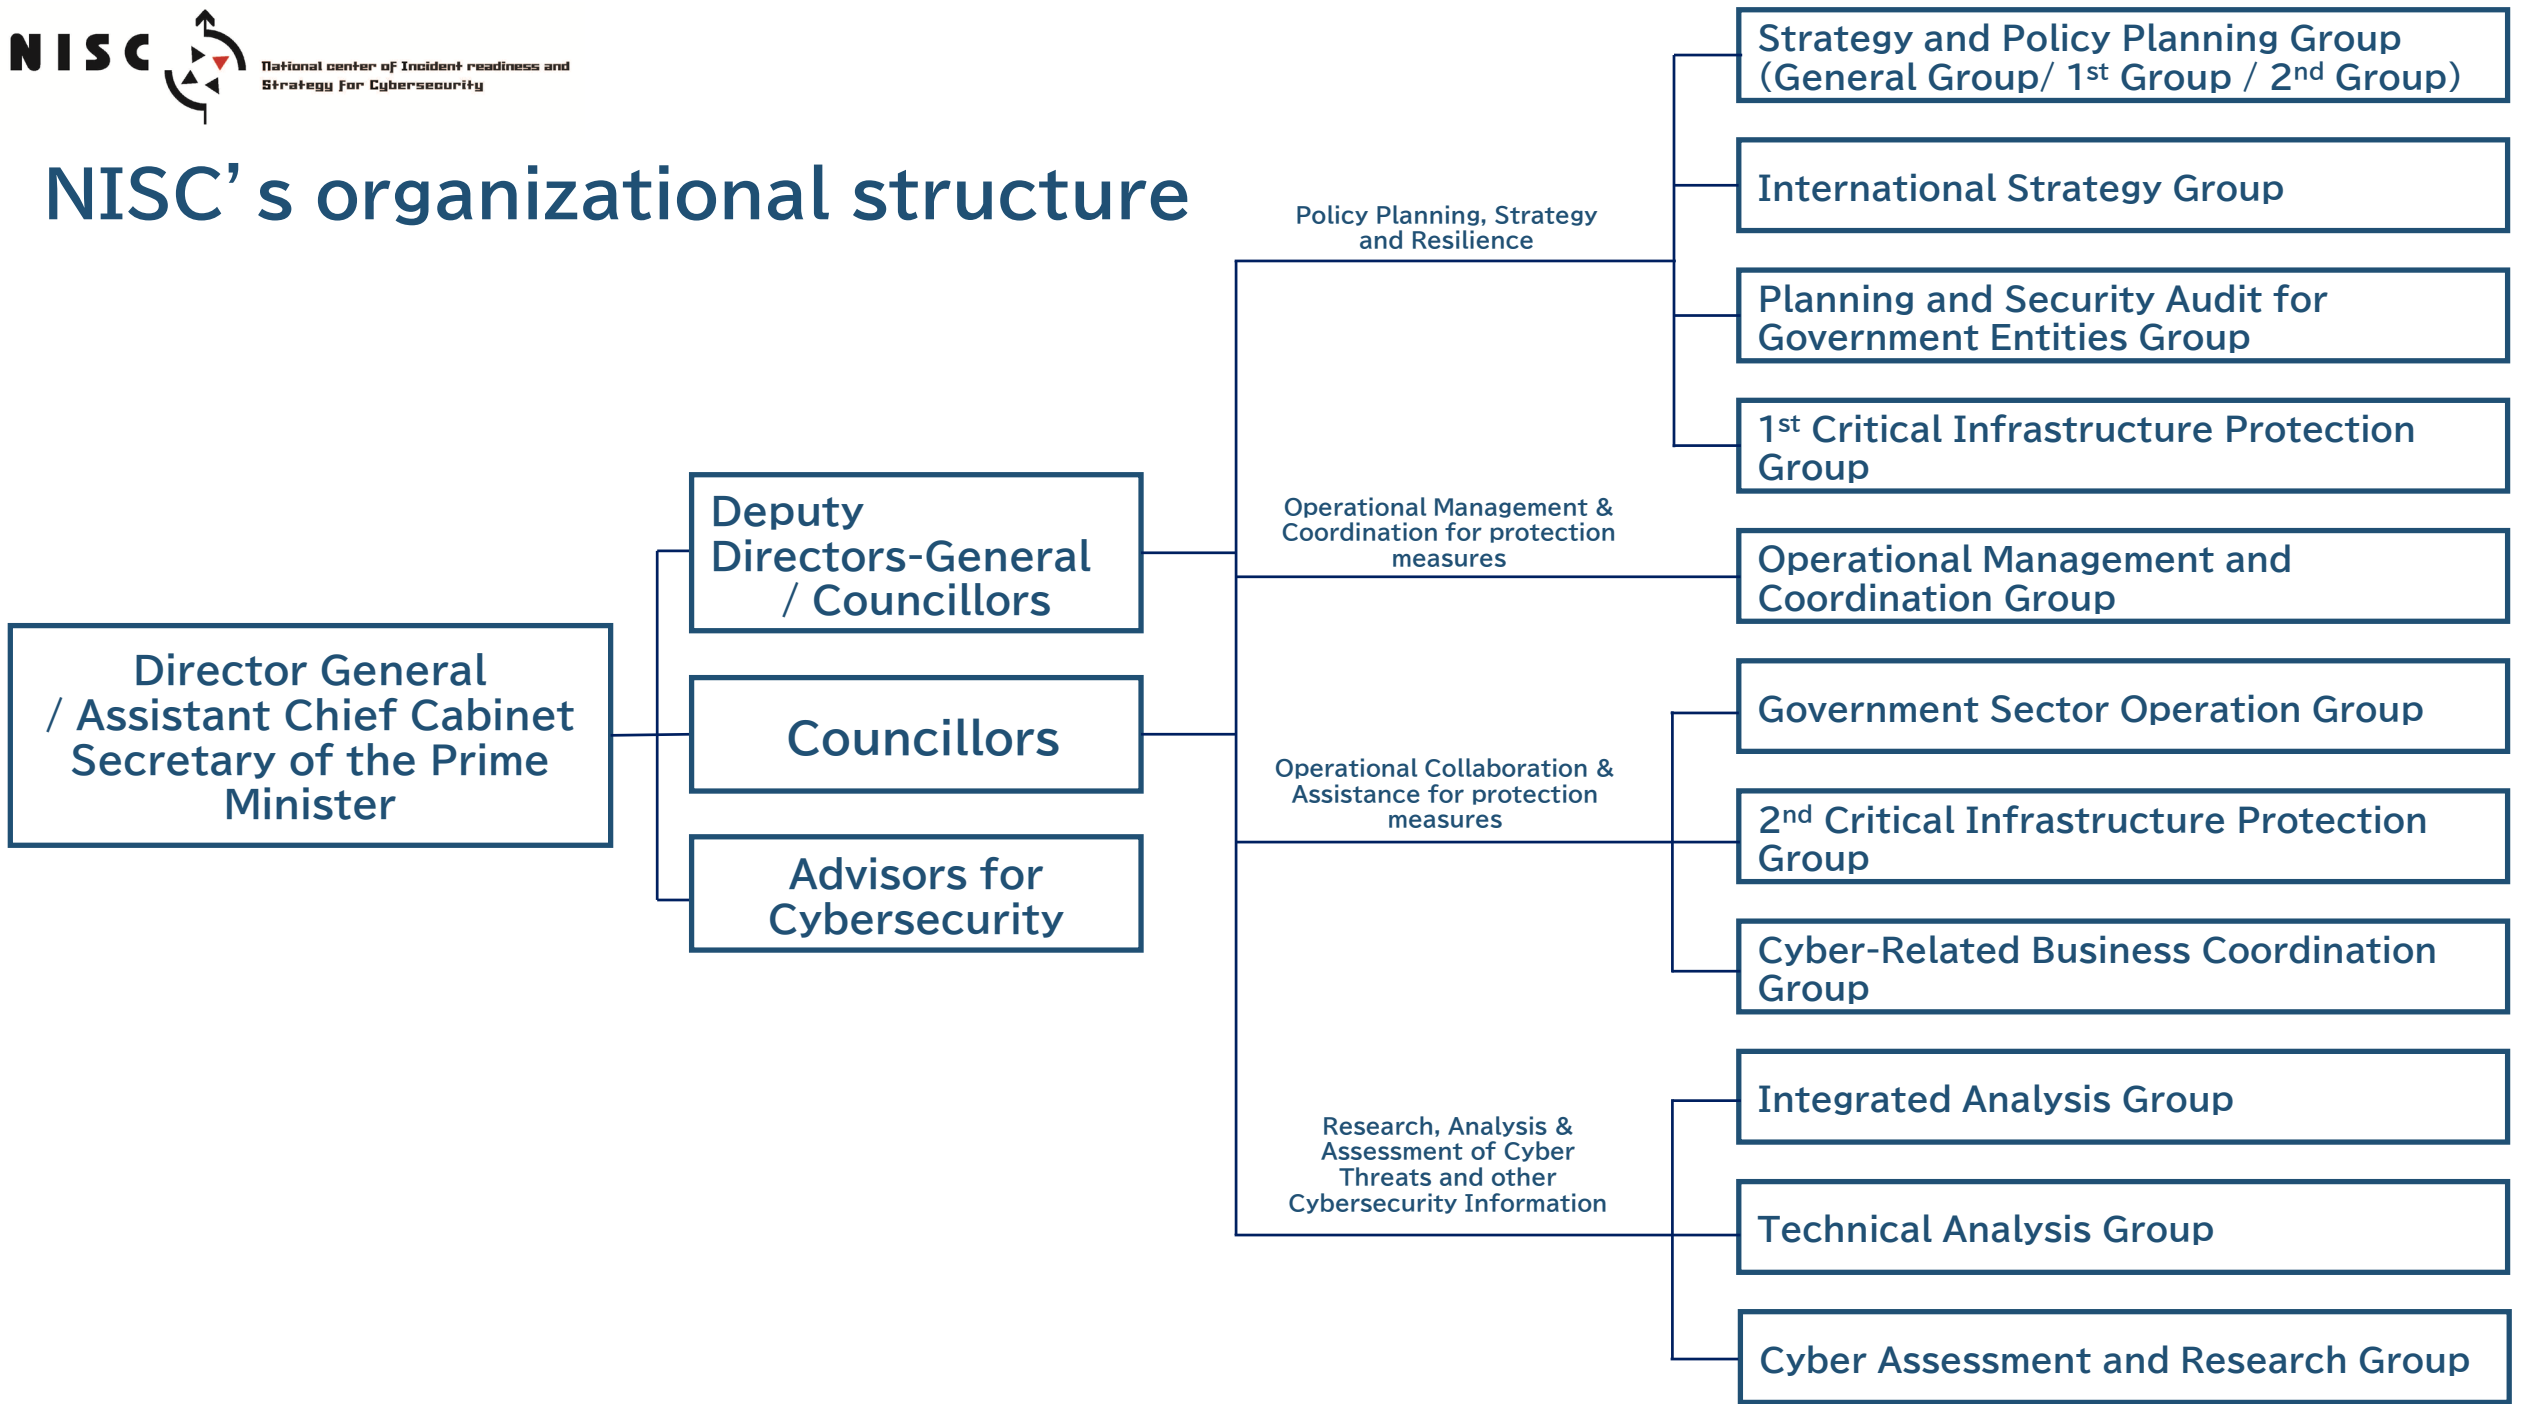 NISC
National center of Incident readiness and
Strategy for Cybersecurity
NISC’s organizational structure
Director General
/ Assistant Chief Cabinet
Secretary of the Prime
Minister
Deputy
Directors-General
/ Councillors
Councillors
Advisors for
Cybersecurity
Policy Planning, Strategy
and Resilience
Strategy and Policy Planning Group
(General Group/ 1st Group / 2nd Group)
International Strategy Group
Planning and Security Audit for
Government Entities Group
1st Critical Infrastructure Protection
Group
Operational Management &
Coordination for protection
measures
Operational Management and
Coordination Group
Operational Collaboration &
Assistance for protection
measures
Government Sector Operation Group
2nd Critical Infrastructure Protection
Group
Cyber-Related Business Coordination
Group
Research, Analysis &
Assessment of Cyber
Threats and other
Cybersecurity Information
Integrated Analysis Group
Technical Analysis Group
Cyber Assessment and Research Group